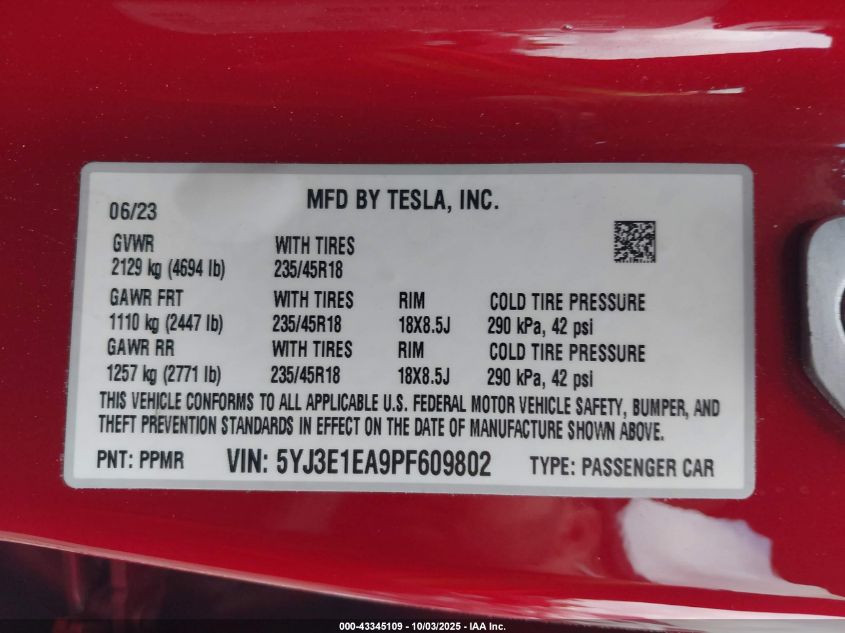 06/23
MFD BY TESLA, INC.
GVWR WITH TIRES
2129 kg (4694 lb) 235/45R18
GAWR FRT WITH TIRES RIM COLD TIRE PRESSURE
1110 kg (2447 lb) 235/45R18 18X8.5J 290 kPa, 42 psi
GAWR RR WITH TIRES RIM COLD TIRE PRESSURE
1257 kg (2771 lb) 235/45R18 18X8.5J 290 kPa, 42 psi
THIS VEHICLE CONFORMS TO ALL APPLICABLE U.S. FEDERAL MOTOR VEHICLE SAFETY, BUMPER, AND
THEFT PREVENTION STANDARDS IN EFFECT ON THE DATE OF MANUFACTURE SHOWN ABOVE.
PNT: PPMR VIN: 5YJ3E1EA9PF609802 TYPE: PASSENGER CAR
000-43345109 - 10/03/2025 - IAA Inc.